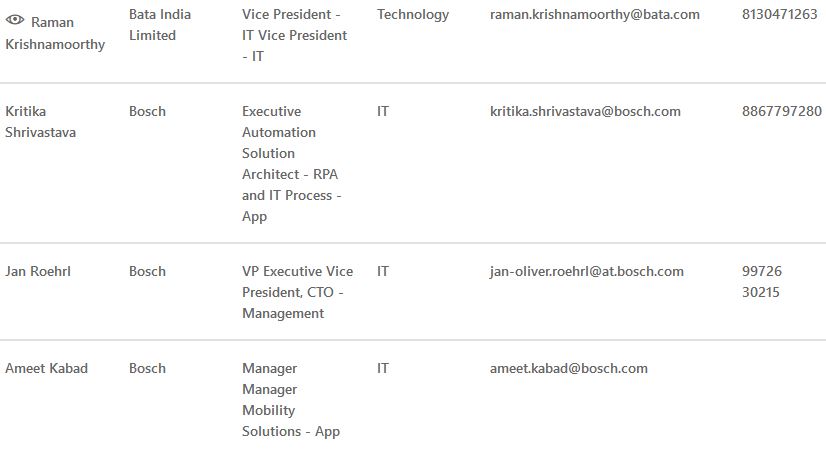 Raman
Krishnamoorthy
Bata India
Limited
Vice President -
IT Vice President
- IT
Technology
raman.krishnamoorthy@bata.com
8130471263
Kritika
Shrivastava
Bosch
Executive
Automation
Solution
Architect - RPA
and IT Process -
App
IT
kritika.shrivastava@bosch.com
8867797280
Jan Roehrl
Bosch
VP Executive Vice
President, CTO -
Management
IT
jan-oliver.roehrl@at.bosch.com
99726
30215
Ameet Kabad
Bosch
Manager
Manager
Mobility
Solutions - App
IT
ameet.kabad@bosch.com